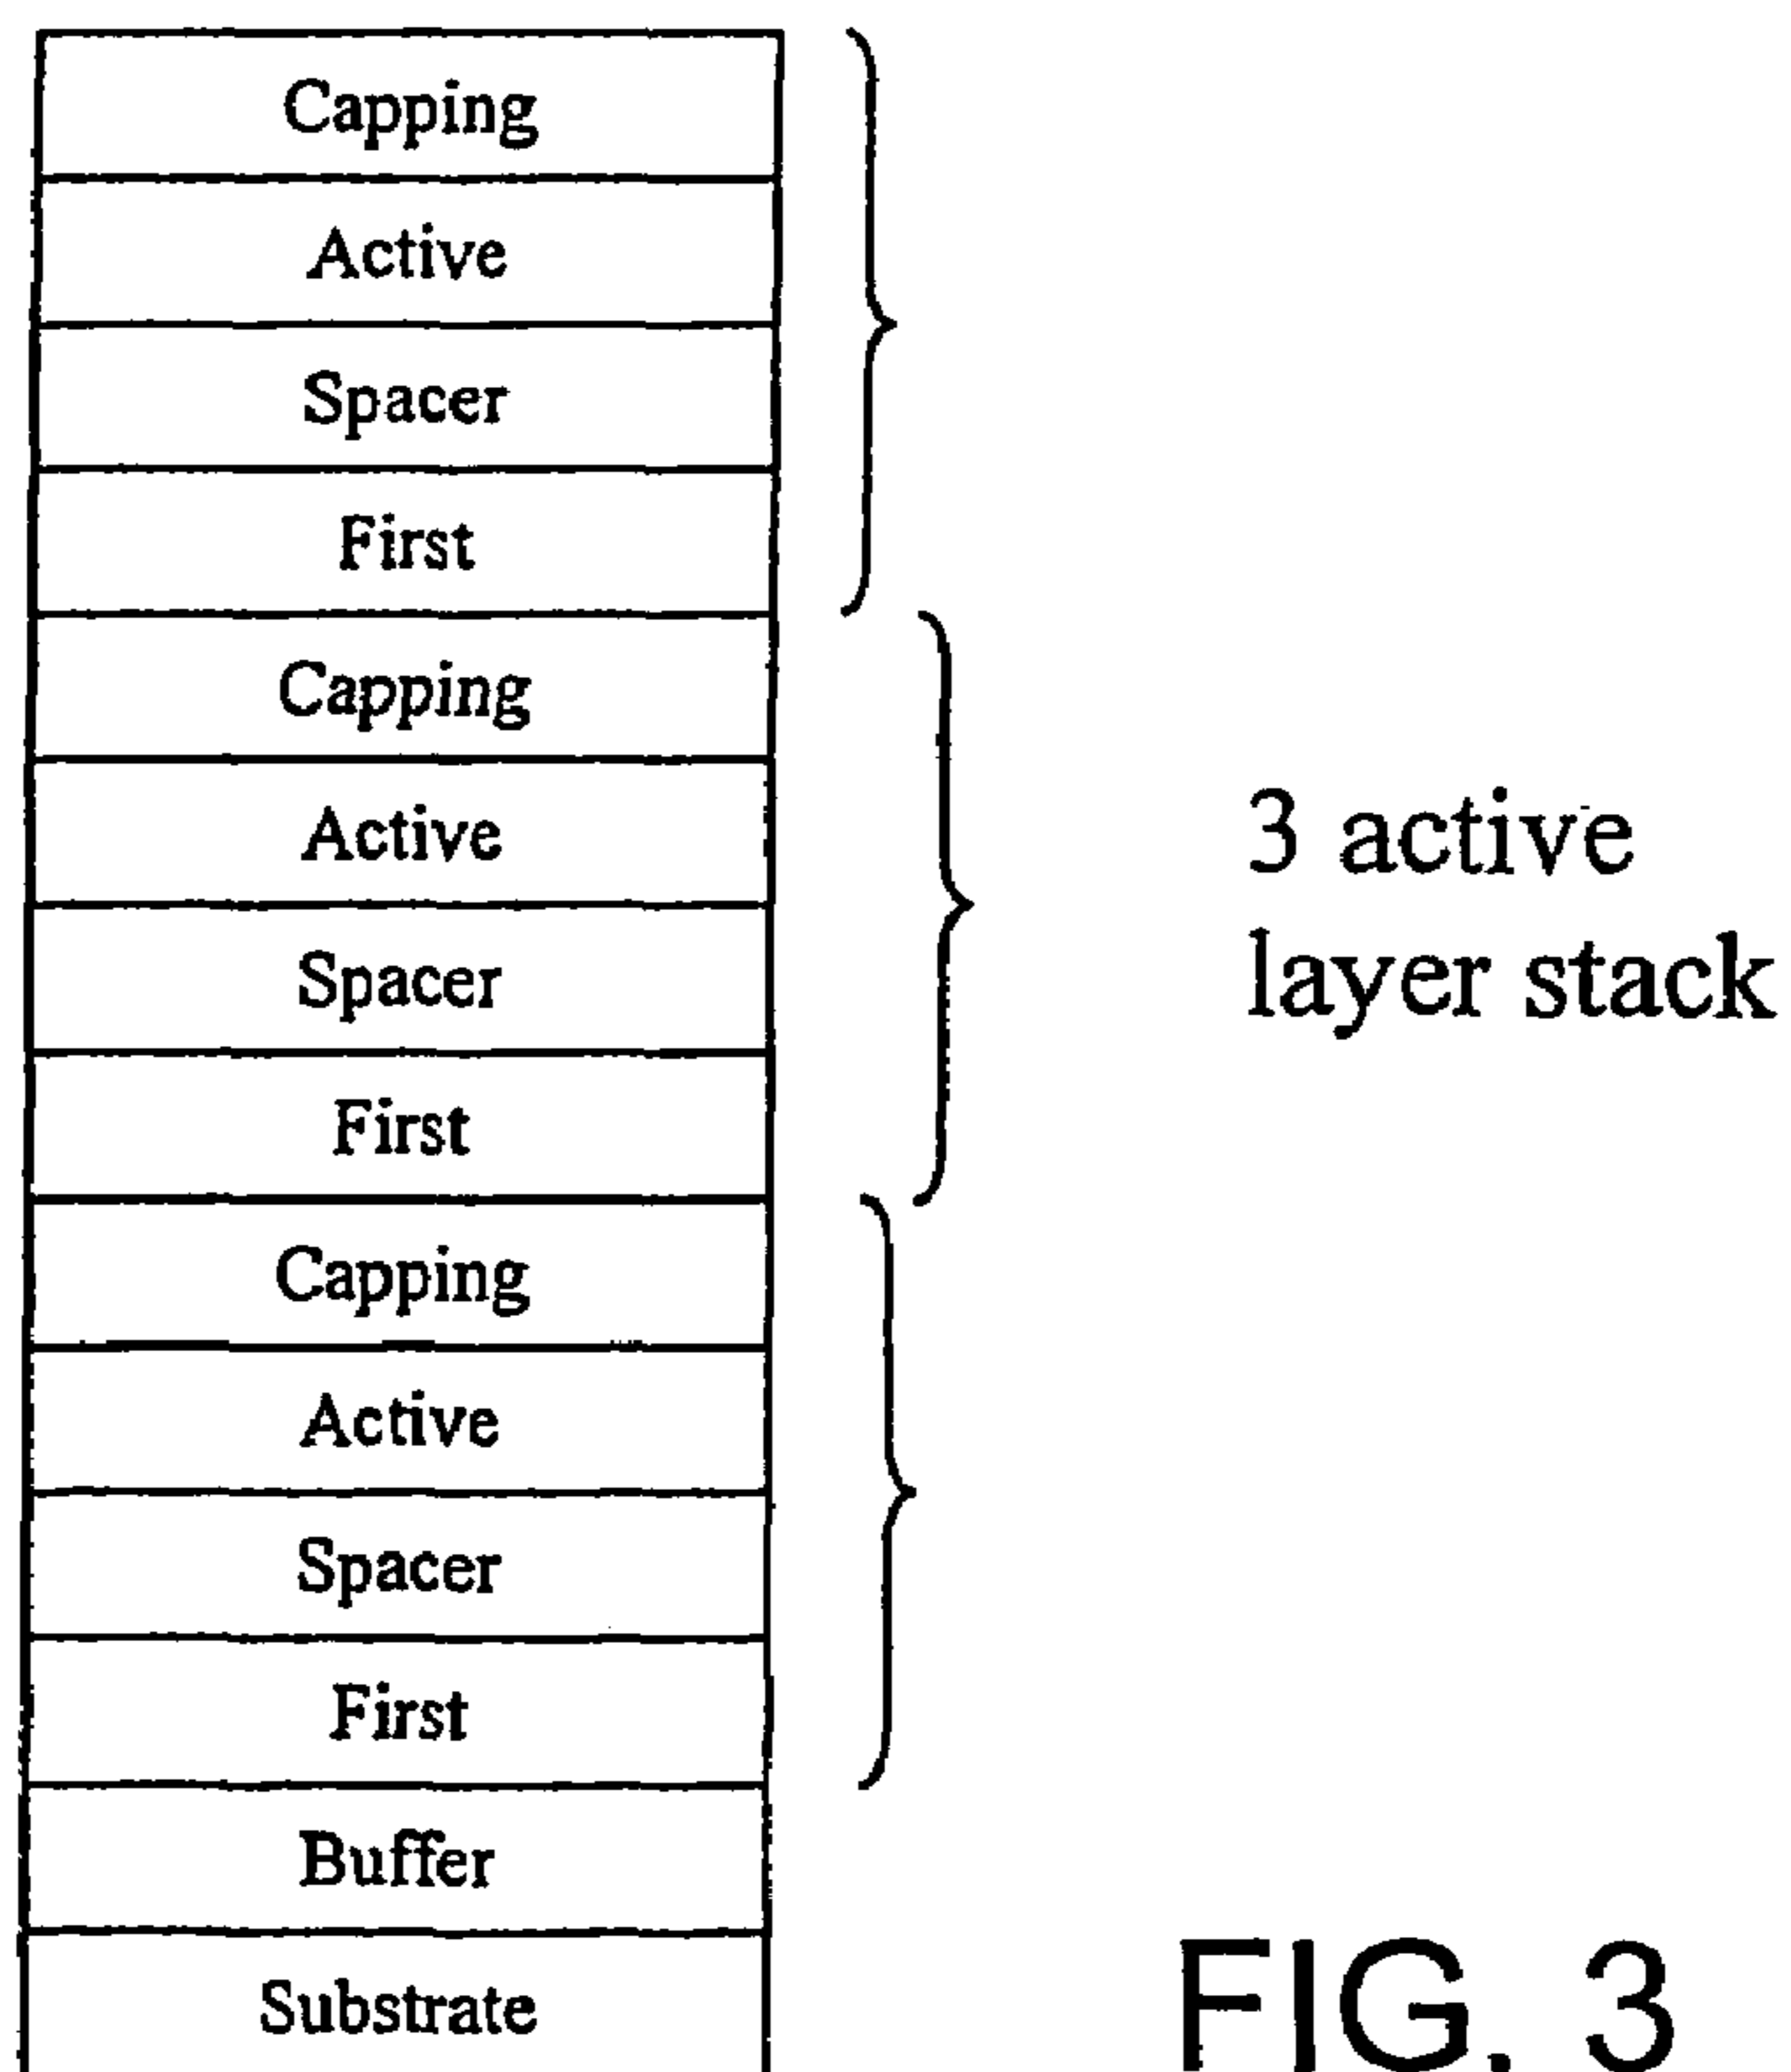 Capping
Active
Spacer
First
Capping
Active
Spacer
First
Capping
Active
Spacer
First
Buffer
Substrate
3 active
layer stack
FIG. 3